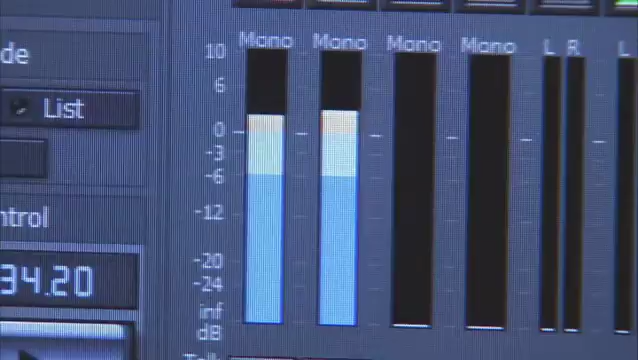 Mono Mono Mono Mono L R L
10
de
6
List
0
-3
-6
-12
ntrol
-20
34.20
-24
inf
dB